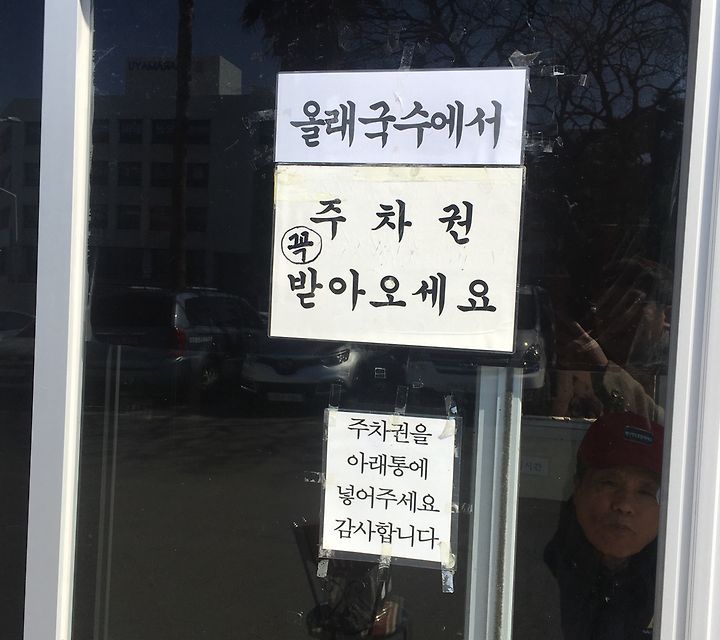 올래국수에서
주차권
꼭
받아오세요
주차권을
아래통에
넣어주세요
감사합니다